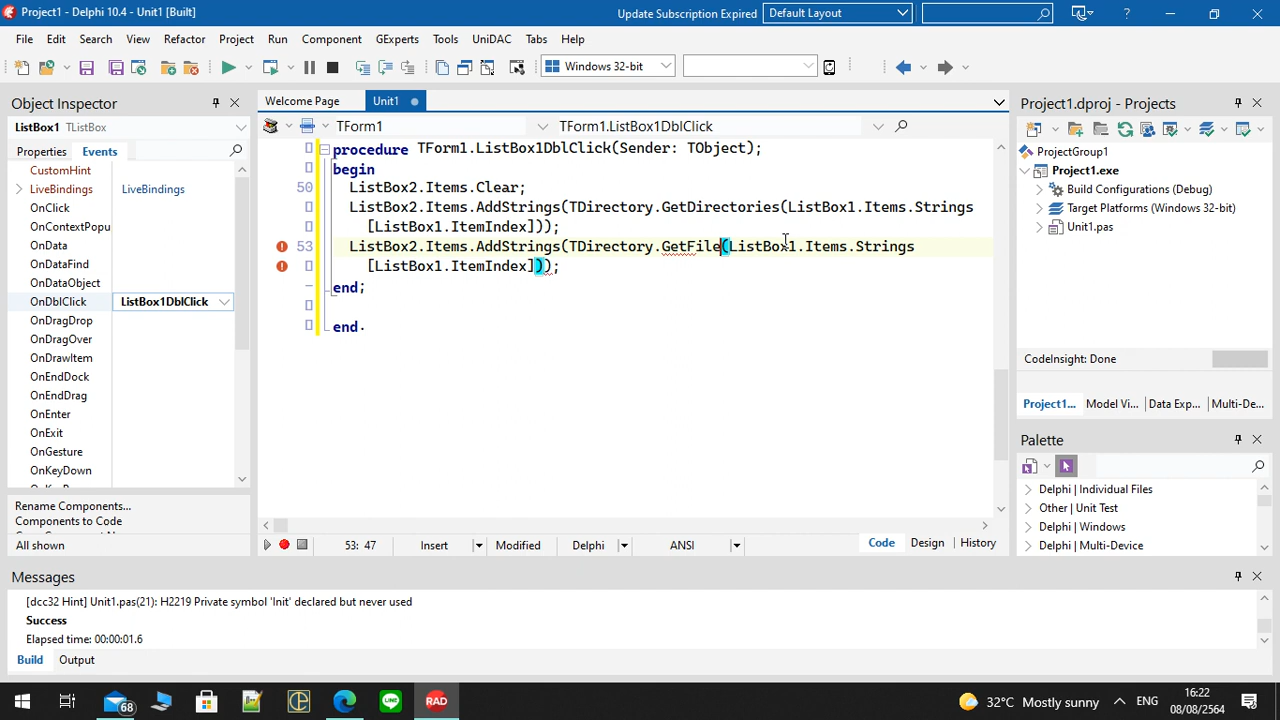 Project1 - Delphi 10.4 - Unit1 [Built]
Update Subscription Expired
Default Layout
File Edit Search View Refactor Project Run Component GExperts Tools UniDAC Tabs Help
Windows 32-bit
Object Inspector
ListBox1 TListBox
Properties Events
CustomHint
LiveBindings LiveBindings
OnClick
OnContextPopu
OnData
OnDataFind
OnDataObject
OnDblClick ListBox1DblClick
OnDragDrop
OnDragOver
OnDrawItem
OnEndDock
OnEndDrag
OnEnter
OnExit
OnGesture
OnKeyDown
Rename Components...
Components to Code
All shown
Welcome Page Unit1
TForm1 TForm1.ListBox1DblClick
procedure TForm1.ListBox1DblClick(Sender: TObject);
begin
50 ListBox2.Items.Clear;
ListBox2.Items.AddStrings(TDirectory.GetDirectories(ListBox1.Items.Strings
[ListBox1.ItemIndex]));
53 ListBox2.Items.AddStrings(TDirectory.GetFile(ListBox1.Items.Strings
[ListBox1.ItemIndex]));
end;
end.
53: 47 Insert Modified Delphi ANSI Code Design History
Project1.dproj - Projects
ProjectGroup1
Project1.exe
Build Configurations (Debug)
Target Platforms (Windows 32-bit)
Unit1.pas
CodeInsight: Done
Project1... Model Vi... Data Exp... Multi-De...
Palette
Delphi | Individual Files
Other | Unit Test
Delphi | Windows
Delphi | Multi-Device
Messages
[dcc32 Hint] Unit1.pas(21): H2219 Private symbol 'Init' declared but never used
Success
Elapsed time: 00:00:01.6
Build Output
68
RAD
32°C Mostly sunny
ENG
16:22
08/08/2564